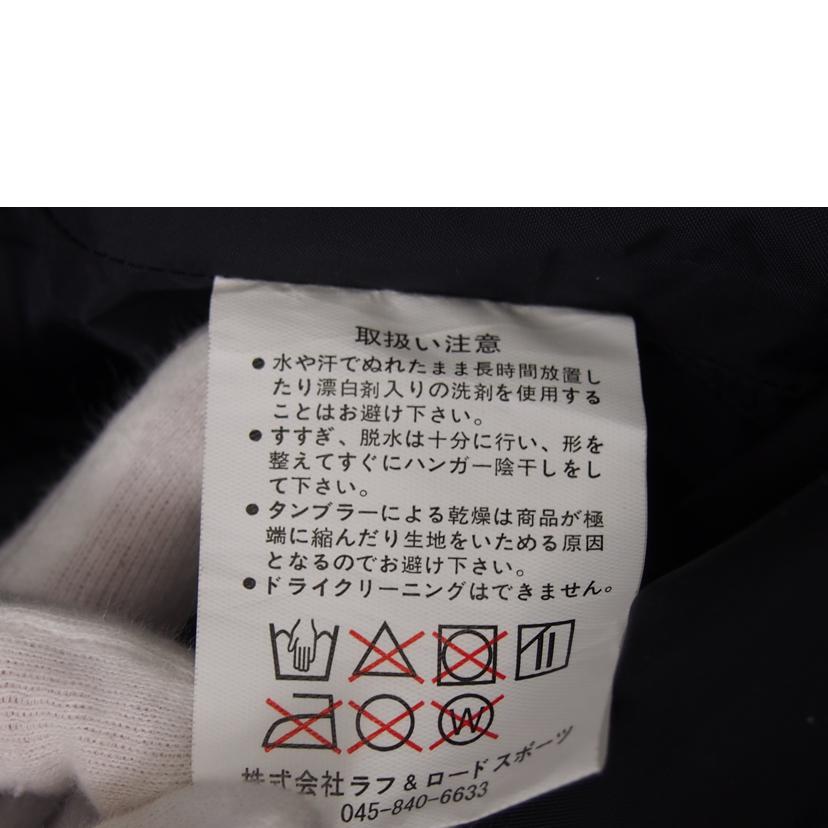 取扱い注意
●水や汗でぬれたまま長時間放置し
たり漂白剤入りの洗剤を使用する
ことはお避け下さい。
●すすぎ、脱水は十分に行い、形を
整えてすぐにハンガー陰干しをし
て下さい。
●タンブラーによる乾燥は商品が極
端に縮んだり生地をいためる原因
となるのでお避け下さい。
●ドライクリーニングはできません。
W
株式会社ラフ&ロードスポーツ
045-840-6633